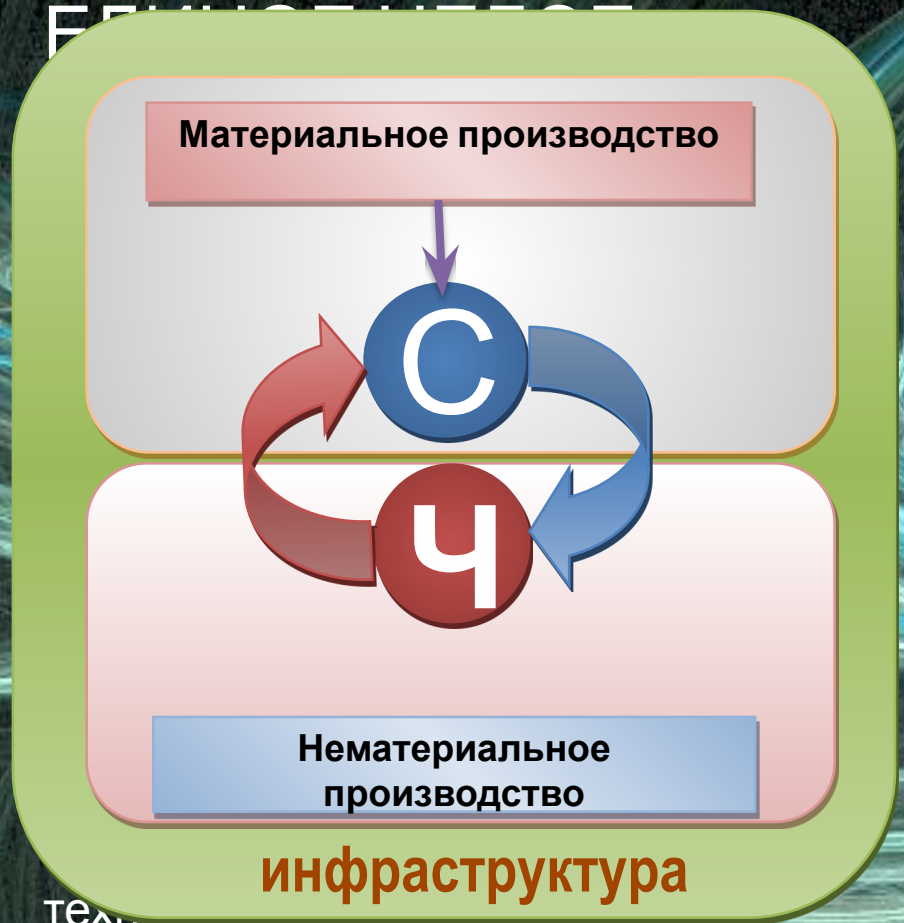 Материальное производство
С
Ч
Нематериальное
производство
инфраструктура